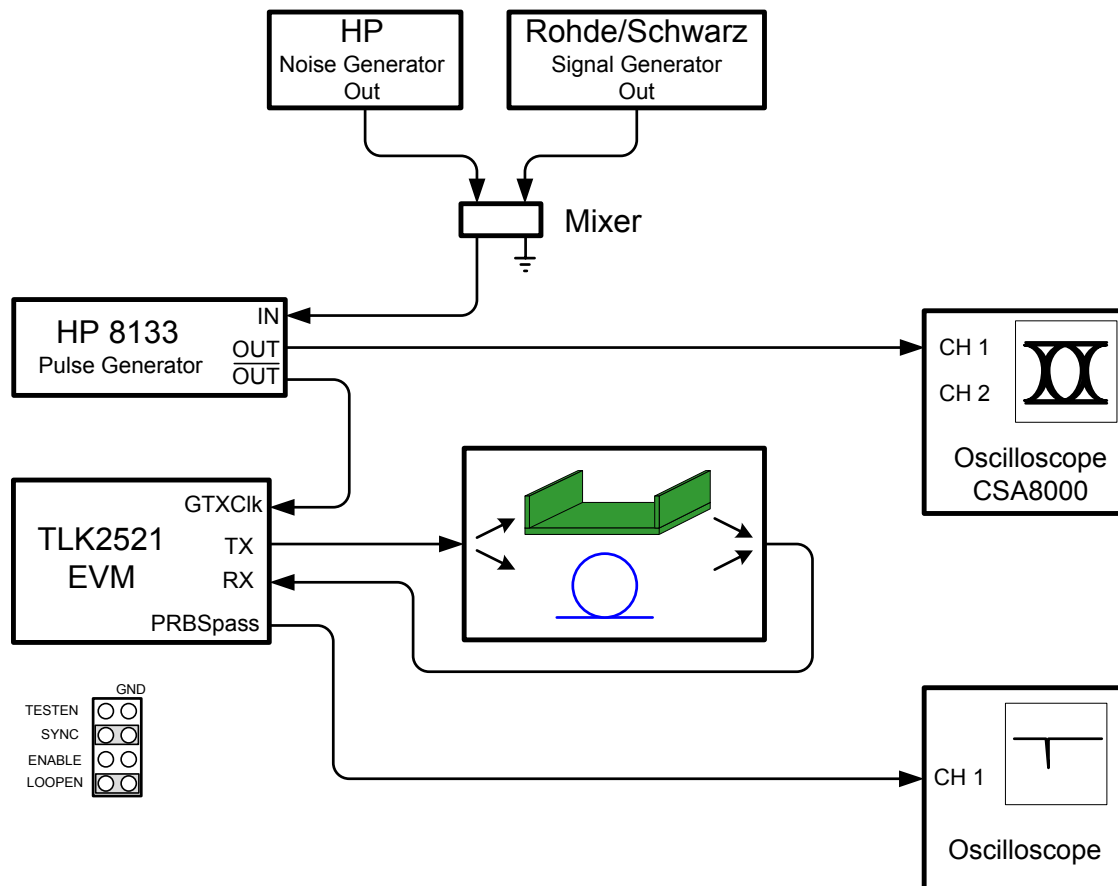 HP
Noise Generator
Out
Rohde/Schwarz
Signal Generator
Out
Mixer
HP 8133
Pulse Generator
IN
OUT
OUT
CH 1
CH 2
Oscilloscope
CSA8000
TLK2521
EVM
GTXClk
TX
RX
PRBSpass
GND
TESTEN
SYNC
ENABLE
LOOPEN
CH 1
Oscilloscope